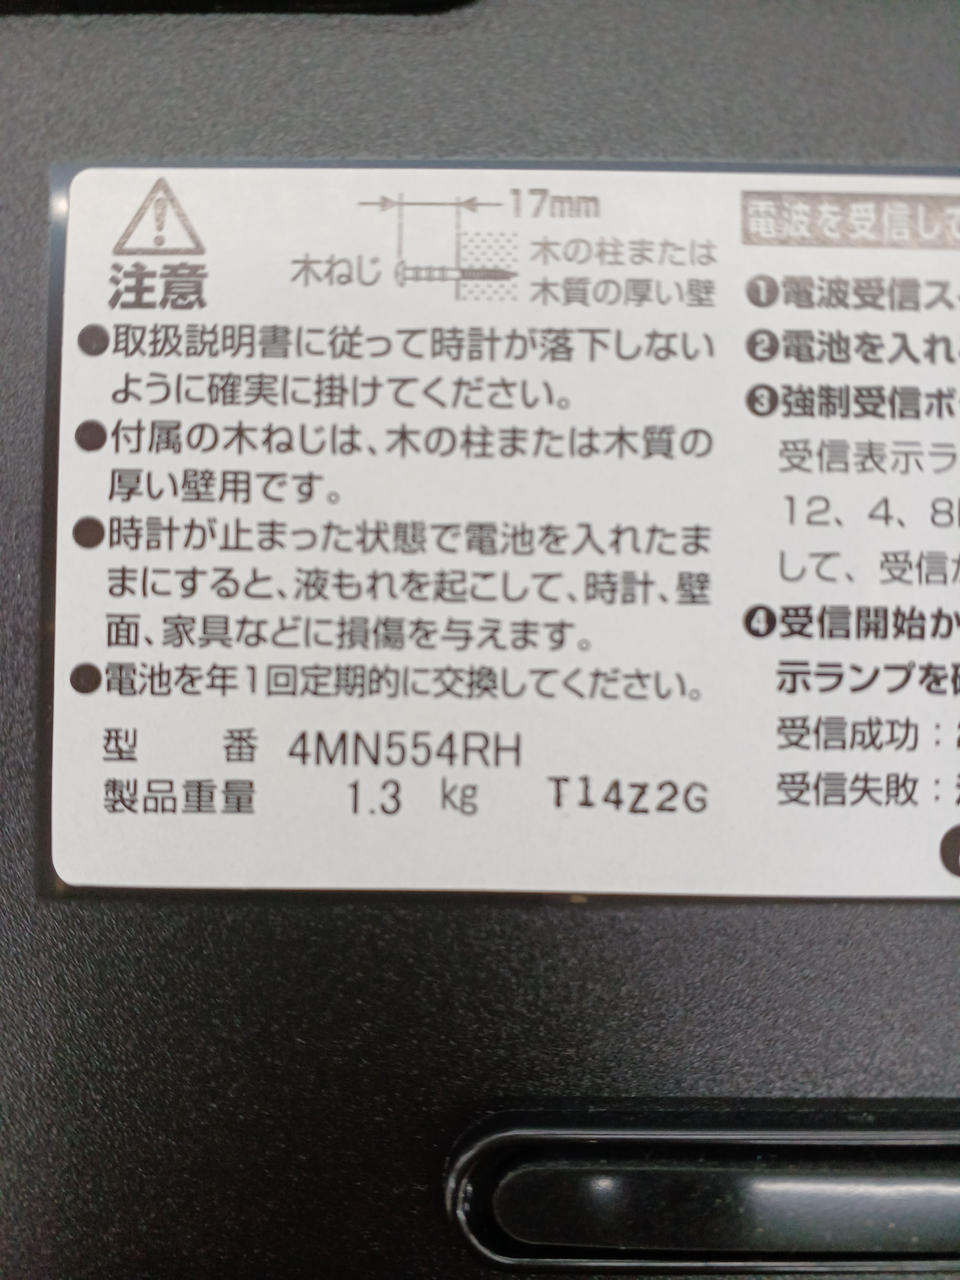 注意
17mm
木ねじ
木の柱または
木質の厚い壁
●取扱説明書に従って時計が落下しない
ように確実に掛けてください。
●付属の木ねじは、木の柱または木質の
厚い壁用です。
●時計が止まった状態で電池を入れたま
まにすると、液もれを起こして、時計、壁
面、家具などに損傷を与えます。
●電池を年1回定期的に交換してください。
型 番 4MN554RH
製品重量 1.3 kg T14Z2G
電波を受信して
❶電波受信ス
❷電池を入れ
❸強制受信ボ
受信表示ラ
12、4、8
して、受信
❹受信開始か
示ランプを
受信成功：
受信失敗：